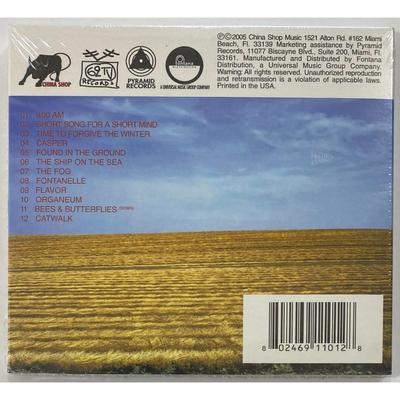 CHINA SHOP
G2TV
RECORDS
PYRAMID
RECORDS
Fontana
DISTRIBUTION
A UNIVERSAL MUSIC GROUP COMPANY
Ⓟ©2005 China Shop Music 1521 Alton Rd. #162 Miami
Beach, Fl. 33139 Marketing assistance by Pyramid
Records, 11077 Biscayne Blvd., Suite 200, Miami, Fl.
33161. Manufactured and Distributed by Fontana
Distribution, a Universal Music Group Company.
Warning: All rights reserved. Unauthorized reproduction
and retransmission is a violation of applicable laws.
Printed in the USA.
01 9:00 AM
02 SHORT SONG FOR A SHORT MIND
03 TIME TO FORGIVE THE WINTER
04 CASPER
05 FOUND IN THE GROUND
06 THE SHIP ON THE SEA
07 THE FOG
08 FONTANELLE
09 FLAVOR
10 ORGANEUM
11 BEES & BUTTERFLIES
12 CATWALK
8 02469 11012 8